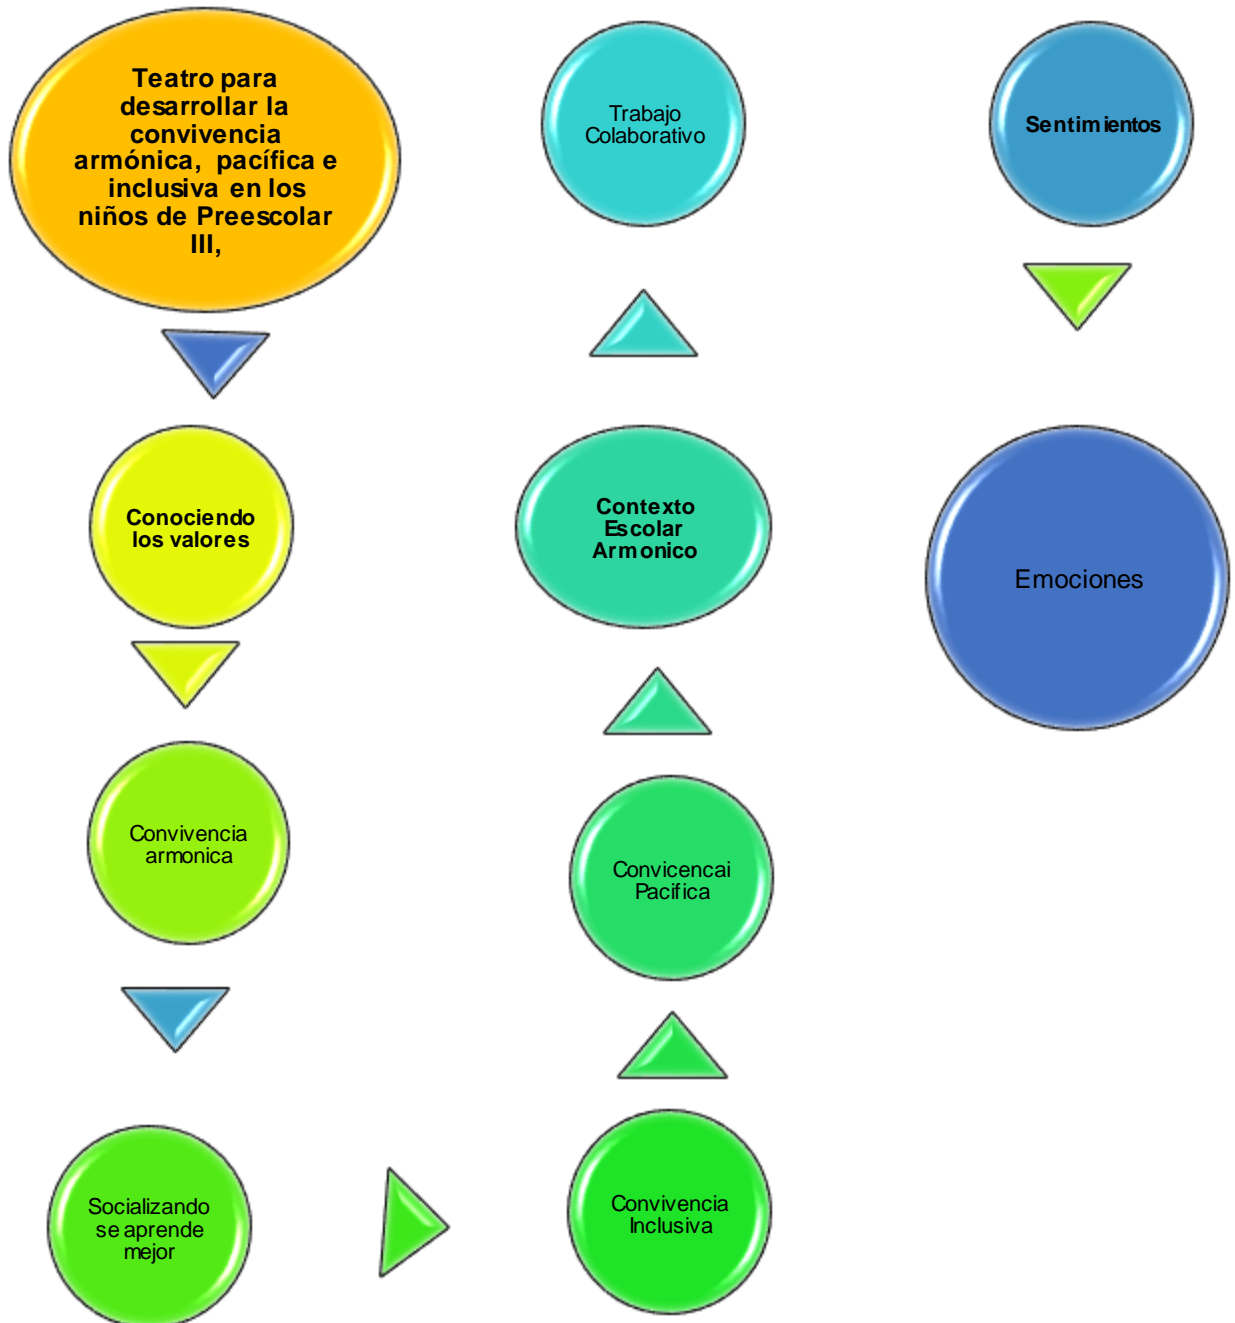 Teatro para
desarrollar la
convivencia
armónica, pacífica e
inclusiva en los
niños de Preescolar
III,
Conociendo
los valores
Convivencia
armonica
Socializando
se aprende
mejor
Convivencia
Inclusiva
Convicencai
Pacifica
Contexto
Escolar
Armonico
Trabajo
Colaborativo
Sentimientos
Emociones